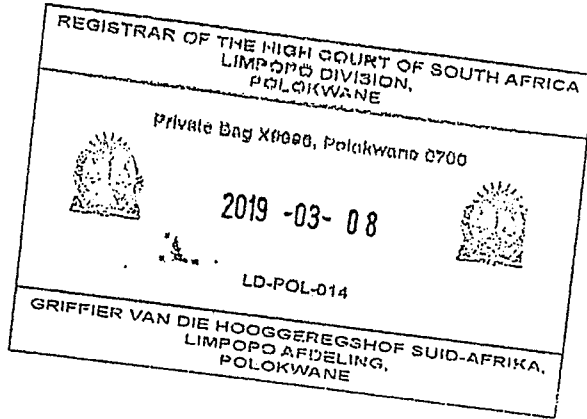 REGISTRAR OF THE HIGH COURT OF SOUTH AFRICA
LIMPOPO DIVISION,
POLOKWANE
Private Bag Polokwane 0700
2019 -03- 08
LD-POL-014
GRIFFIER VAN DIE HOOGGEREGSHOF SUID-AFRIKA,
LIMPOPO AFDELING,
POLOKWANE